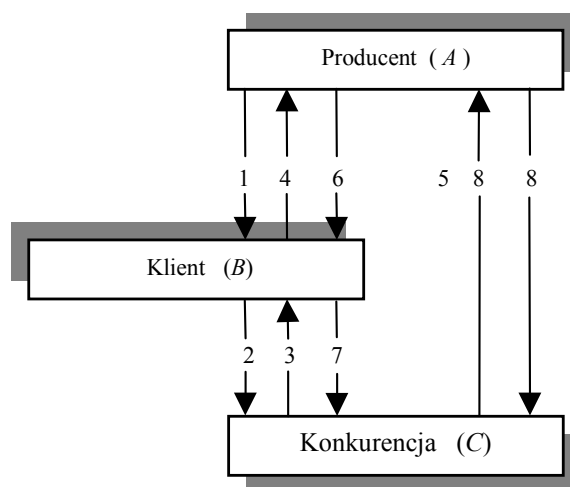 Producent ( A )
1 4 6 5 8 8
Klient (B)
2 3 7
Konkurencja (C)